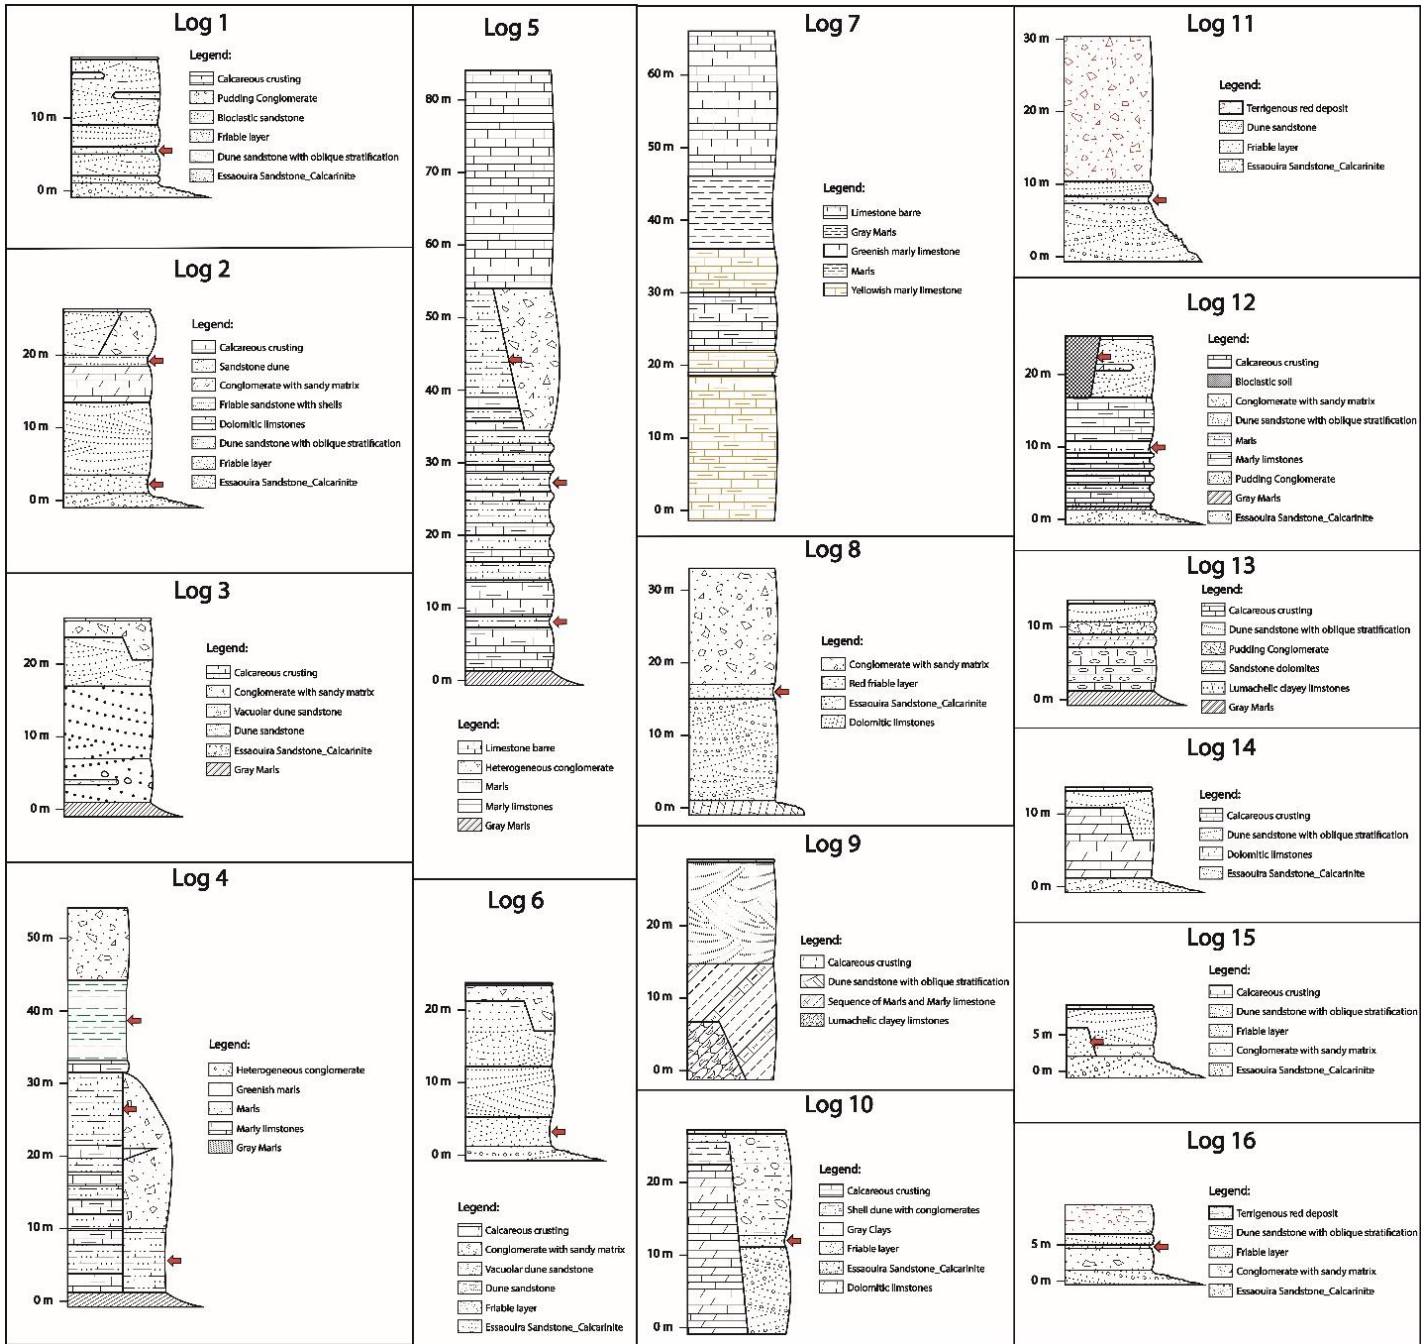 Log 1
10 m
0 m
Legend:
Calcareous crusting
Pudding Conglomerate
Bloclastic sandstone
Friable layer
Dune sandstone with oblique stratification
Essaouira Sandstone_Calcarinite
Log 2
20 m
10 m
0 m
Legend:
Calcareous crusting
Sandstone dune
Conglomerate with sandy matrix
Friable sandstone with shells
Dolomitic limstones
Dune sandstone with oblique stratification
Friable layer
Essaouira Sandstone_Calcarinite
Log 3
20 m
10 m
0 m
Legend:
Calcareous crusting
Conglomerate with sandy matrix
Vacuolar dune sandstone
Dune sandstone
Essaouira Sandstone_Calcarinite
Gray Marls
Log 4
50 m
40 m
30 m
20 m
10 m
0 m
Legend:
Heterogeneous conglomerate
Greenish marls
Marls
Marly limstones
Gray Marls
Log 5
80 m
70 m
60 m
50 m
40 m
30 m
20 m
10 m
0 m
Legend:
Limestone barre
Heterogeneous conglomerate
Marls
Marly limstones
Gray Marls
Log 6
20 m
10 m
0 m
Legend:
Calcareous crusting
Conglomerate with sandy matrix
Vacuolar dune sandstone
Dune sandstone
Friable layer
Essaouira Sandstone_Calcarinite
Log 7
60 m
50 m
40 m
30 m
20 m
10 m
0 m
Legend:
Limestone barre
Gray Marls
Greenish marly limestone
Marls
Yellowish marly limestone
Log 8
30 m
20 m
10 m
0 m
Legend:
Conglomerate with sandy matrix
Red friable layer
Essaouira Sandstone_Calcarinite
Dolomitic limstones
Log 9
20 m
10 m
0 m
Legend:
Calcareous crusting
Dune sandstone with oblique stratification
Sequence of Marls and Marly limestone
Lumachelic clayey limstones
Log 10
20 m
10 m
0 m
Legend:
Calcareous crusting
Shell dune with conglomerates
Gray Clays
Friable layer
Essaouira Sandstone_Calcarinite
Dolomitic limstones
Log 11
30 m
20 m
10 m
0 m
Legend:
Terrigenous red deposit
Dune sandstone
Friable layer
Essaouira Sandstone_Calcarinite
Log 12
20 m
10 m
0 m
Legend:
Calcareous crusting
Bloclastic soil
Conglomerate with sandy matrix
Dune sandstone with oblique stratification
Marls
Marly limestones
Pudding Conglomerate
Gray Marls
Essaouira Sandstone_Calcarinite
Log 13
10 m
0 m
Legend:
Calcareous crusting
Dune sandstone with oblique stratification
Pudding Conglomerate
Sandstone dolomites
Lumachelic clayey limstones
Gray Marls
Log 14
10 m
0 m
Legend:
Calcareous crusting
Dune sandstone with oblique stratification
Dolomitic limstones
Essaouira Sandstone_Calcarinite
Log 15
5 m
0 m
Legend:
Calcareous crusting
Dune sandstone with oblique stratification
Friable layer
Conglomerate with sandy matrix
Essaouira Sandstone_Calcarinite
Log 16
5 m
0 m
Legend:
Terrigenous red deposit
Dune sandstone with oblique stratification
Friable layer
Conglomerate with sandy matrix
Essaouira Sandstone_Calcarinite